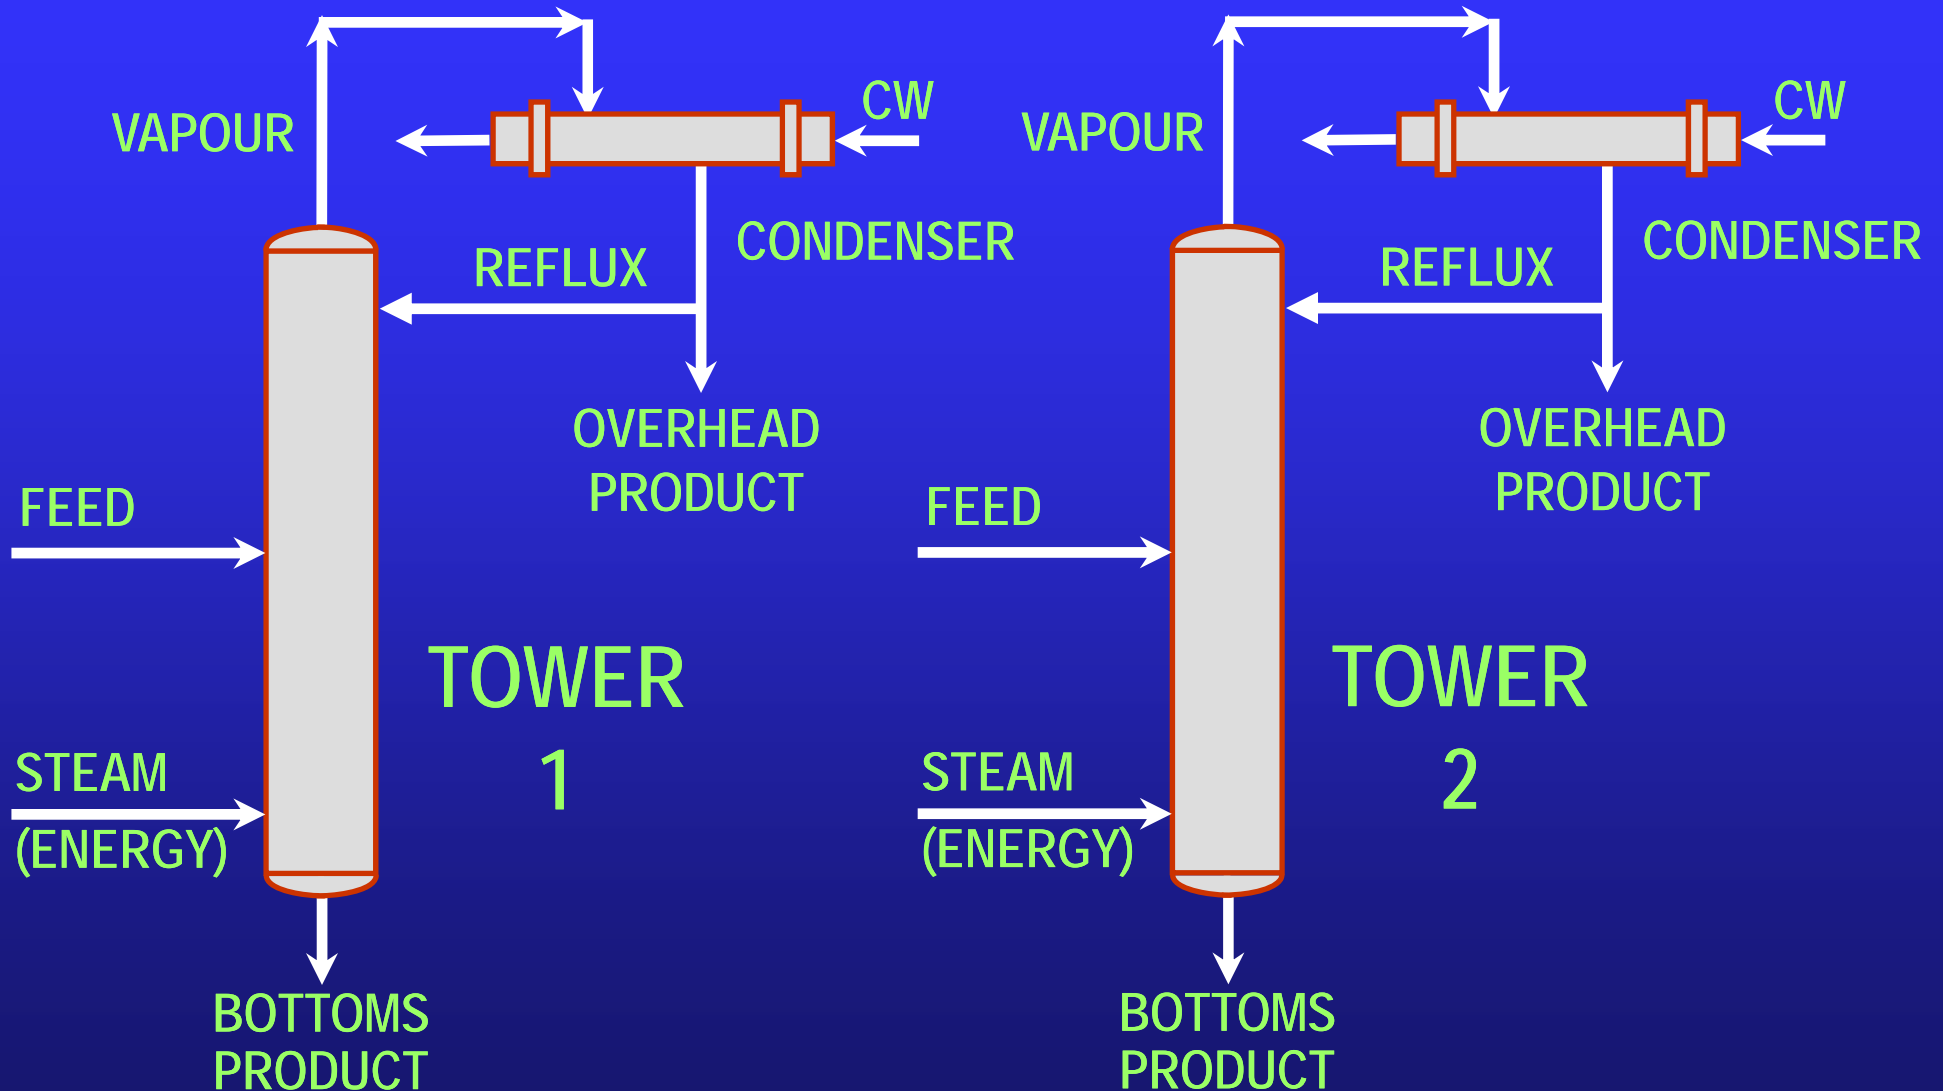 VAPOUR
CW
CONDENSER
REFLUX
OVERHEAD
PRODUCT
FEED
TOWER
1
STEAM
(ENERGY)
BOTTOMS
PRODUCT
VAPOUR
CW
CONDENSER
REFLUX
OVERHEAD
PRODUCT
FEED
TOWER
2
STEAM
(ENERGY)
BOTTOMS
PRODUCT